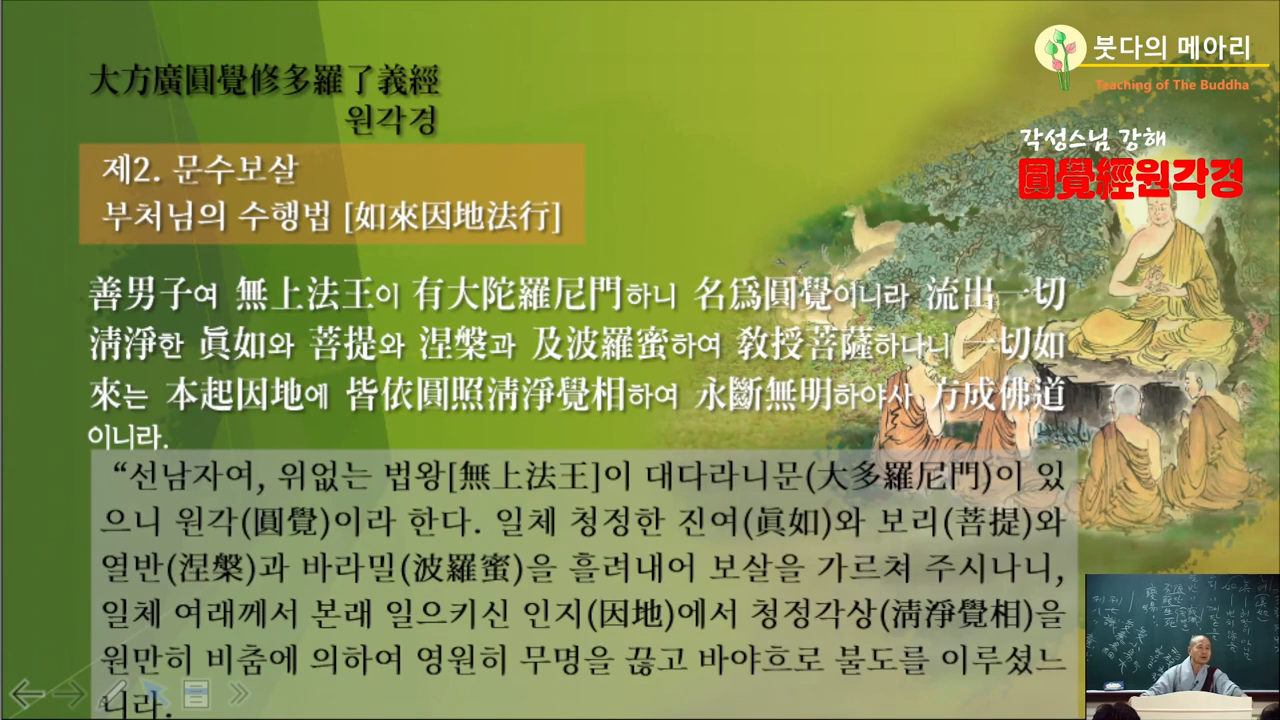 大方廣圓覺修多羅了義經
원각경
제2. 문수보살
부처님의 수행법 [如來因地法行]
붓다의 메아리
Teaching of The Buddha
각성스님 강해
圓覺經원각경
善男子여 無上法王이 有大陀羅尼門하니 名爲圓覺이니라 流出一切
淸淨한 眞如와 菩提와 涅槃과 及波羅蜜하여 敎授菩薩하나니 一切如
來는 本起因地에 皆依圓照淸淨覺相하여 永斷無明하야사 方成佛道
이니라.
“선남자여, 위없는 법왕[無上法王]이 대다라니문(大多羅尼門)이 있
으니 원각(圓覺)이라 한다. 일체 청정한 진여(眞如)와 보리(菩提)와
열반(涅槃)과 바라밀(波羅蜜)을 흘려내어 보살을 가르쳐 주시나니,
일체 여래께서 본래 일으키신 인지(因地)에서 청정각상(淸淨覺相)을
원만히 비춤에 의하여 영원히 무명을 끊고 바야흐로 불도를 이루셨느
니라.